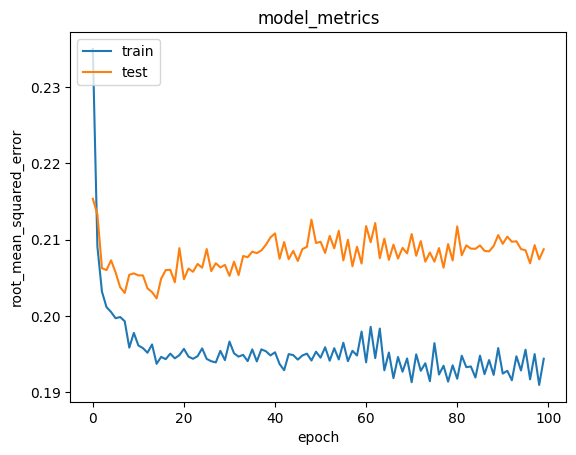 model_metrics
train
test
root_mean_squared_error
0.23
0.22
0.21
0.20
0.19
0 20 40 60 80 100
epoch